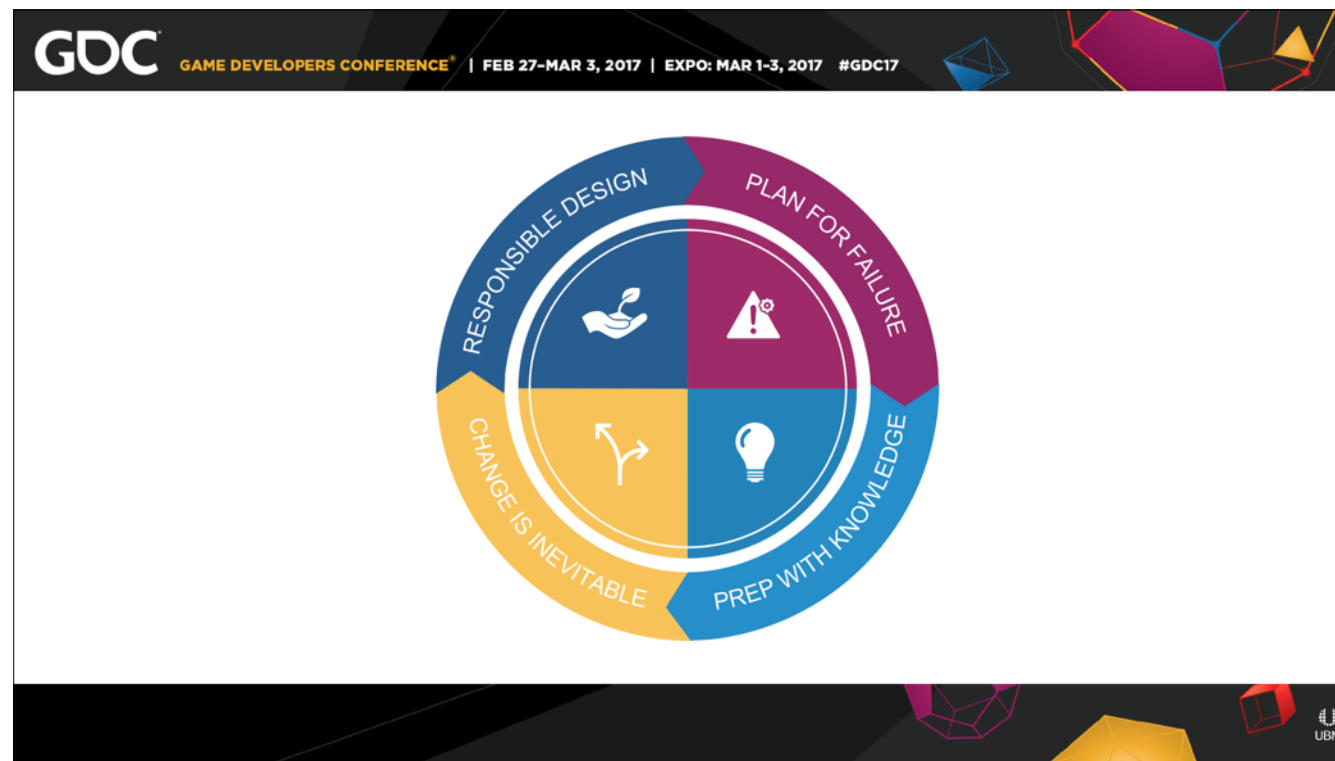 GDC
GAME DEVELOPERS CONFERENCE® | FEB 27–MAR 3, 2017 | EXPO: MAR 1–3, 2017 #GDC17
RESPONSIBLE DESIGN
PLAN FOR FAILURE
CHANGE IS INEVITABLE
PREP WITH KNOWLEDGE